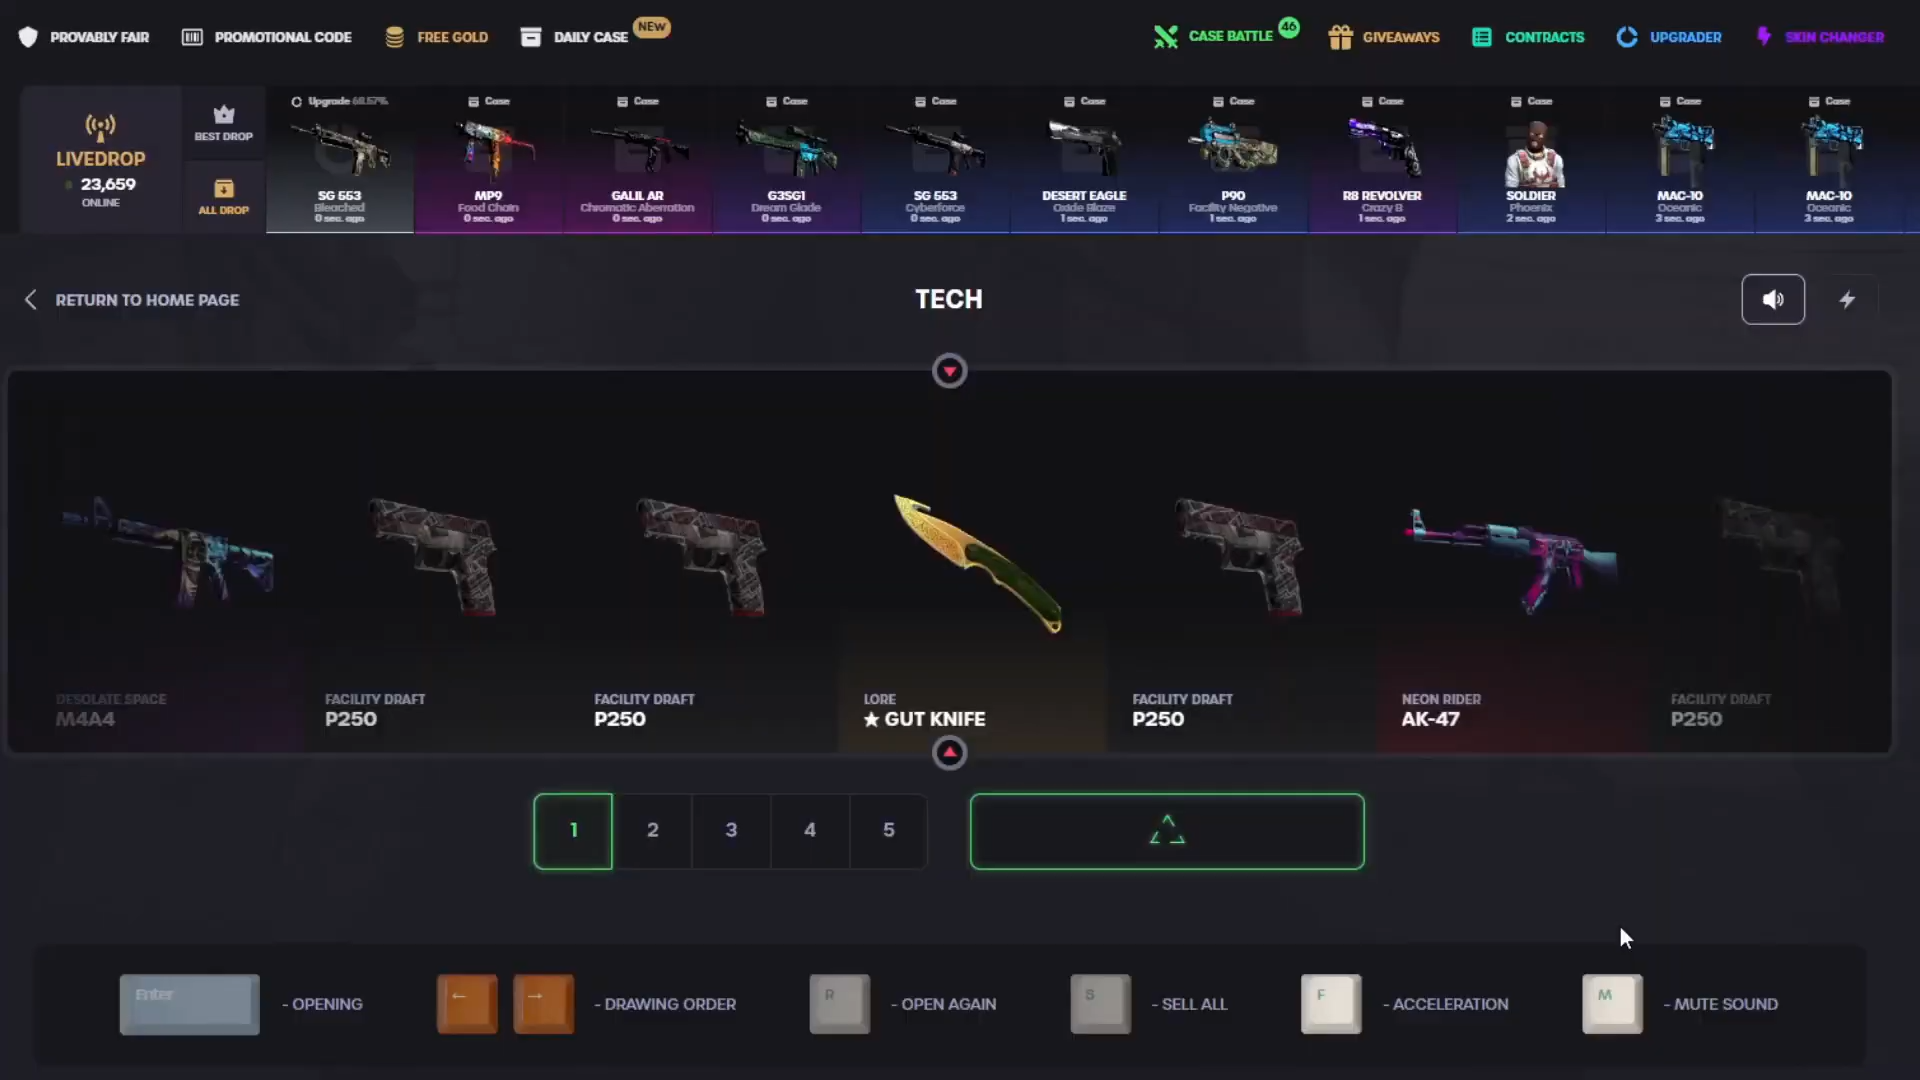 PROVABLY FAIR
PROMOTIONAL CODE
FREE GOLD
DAILY CASE
NEW
CASE BATTLE
46
GIVEAWAYS
CONTRACTS
UPGRADER
SKIN CHANGER
LIVEDROP
23,659
ONLINE
BEST DROP
ALL DROP
Upgrade 68.57%
SG 553
Bleached
0 sec. ago
Case
MP9
Food Chain
0 sec. ago
Case
GALIL AR
Chromatic Aberration
0 sec. ago
Case
G3SG1
Dream Glade
0 sec. ago
Case
SG 553
Cyberforce
0 sec. ago
Case
DESERT EAGLE
Oxide Blaze
1 sec. ago
Case
P90
Facility Negative
1 sec. ago
Case
R8 REVOLVER
Crazy 8
1 sec. ago
Case
SOLDIER
Phoenix
2 sec. ago
Case
MAC-10
Oceanic
3 sec. ago
Case
MAC-10
Oceanic
3 sec. ago
RETURN TO HOME PAGE
TECH
DESOLATE SPACE
M4A4
FACILITY DRAFT
P250
FACILITY DRAFT
P250
LORE
★ GUT KNIFE
FACILITY DRAFT
P250
NEON RIDER
AK-47
FACILITY DRAFT
P250
1
2
3
4
5
Enter
- OPENING
← →
- DRAWING ORDER
R
- OPEN AGAIN
S
- SELL ALL
F
- ACCELERATION
M
- MUTE SOUND